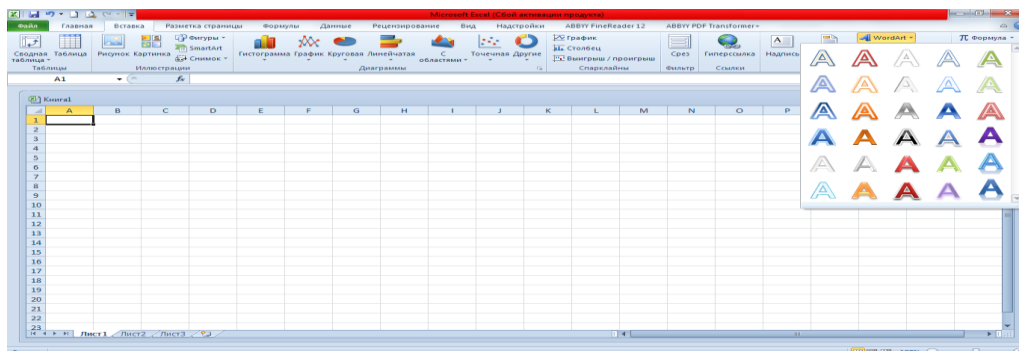 Microsoft Excel (Сбой активации продукта)
Файл Главная Вставка Разметка страницы Формулы Данные Рецензирование Вид Надстройки ABBYY FineReader 12 ABBYY PDF Transformer+
Сводная таблица Таблица Рисунок Картинка Фигуры SmartArt Снимок Гистограмма График Круговая Линейчатая С областями Точечная Другие График Столбец Выигрыш / проигрыш Срез Гиперссылка Надпись WordArt π Формула
Таблицы Иллюстрации Диаграммы Спарклайны Фильтр Ссылки
A1 fx
Книга1
A B C D E F G H I J K L M N O P
1
2
3
4
5
6
7
8
9
10
11
12
13
14
15
16
17
18
19
20
21
22
23
Лист1 Лист2 Лист3